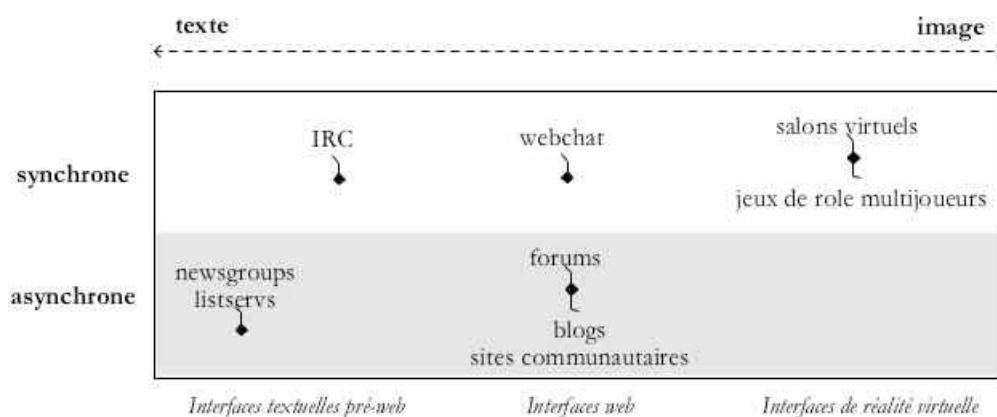 texte
image
synchrone
IRC
webchat
salons virtuels
jeux de role multijoueurs
asynchrone
newsgroups
listservs
forums
blogs
sites communautaires
Interfaces textuelles pré-web
Interfaces web
Interfaces de réalité virtuelle